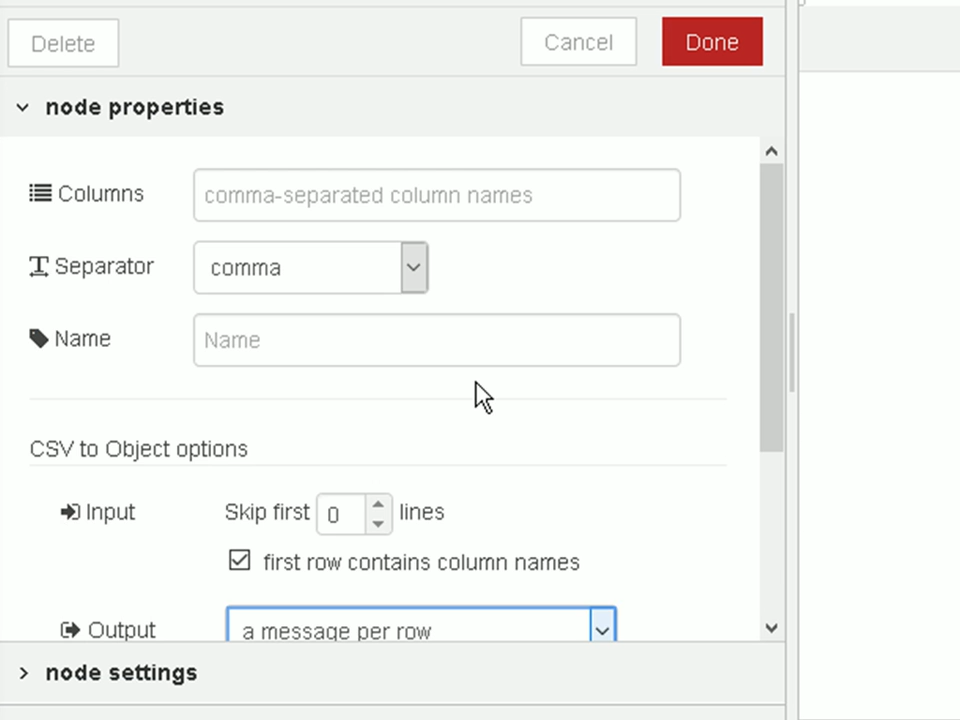 Delete Cancel Done
node properties
Columns comma-separated column names
Separator comma
Name Name
CSV to Object options
Input Skip first 0 lines
first row contains column names
Output a message per row
node settings